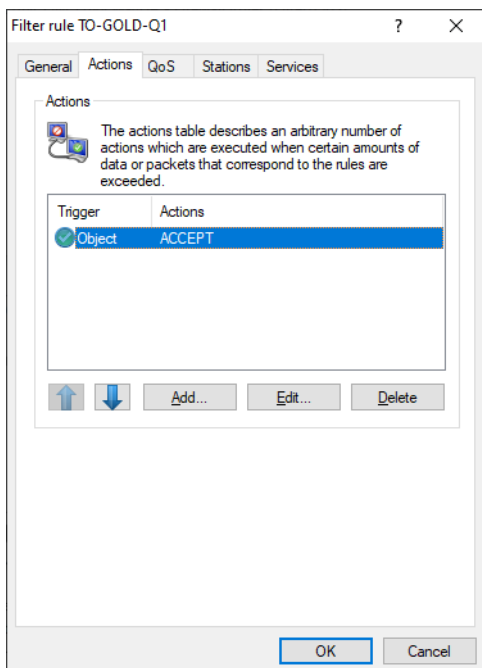 Filter rule TO-GOLD-Q1 ? ×
General Actions QoS Stations Services
Actions
The actions table describes an arbitrary number of
actions which are executed when certain amounts of
data or packets that correspond to the rules are
exceeded.
Trigger Actions
Object ACCEPT
Add... Edit... Delete
OK Cancel